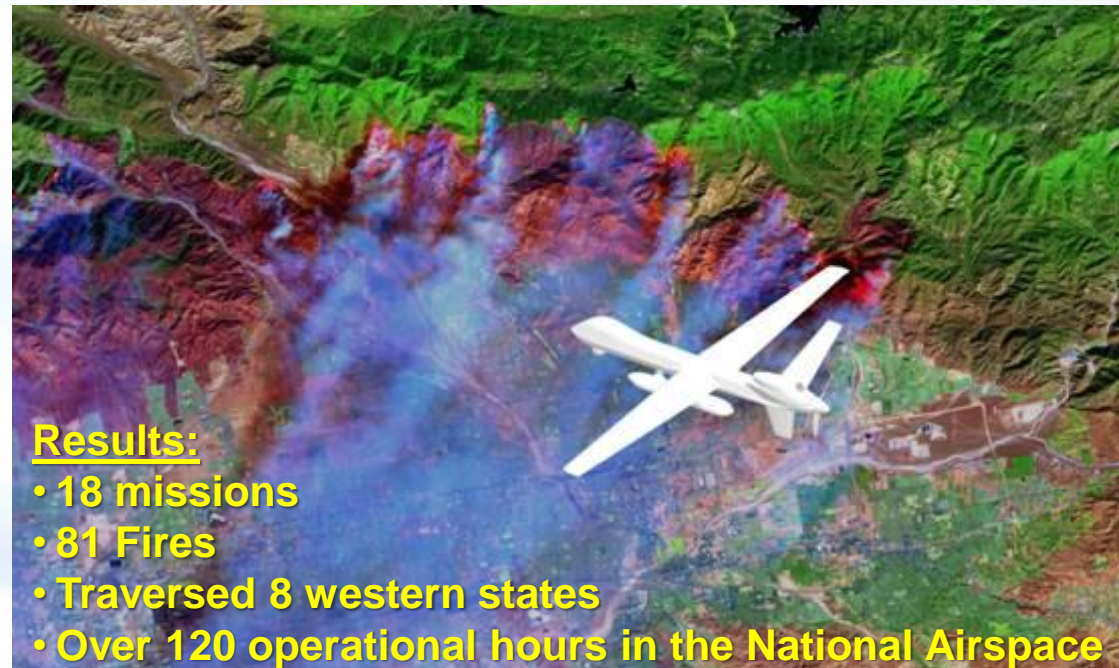 Results:
• 18 missions
• 81 Fires
• Traversed 8 western states
• Over 120 operational hours in the National Airspace